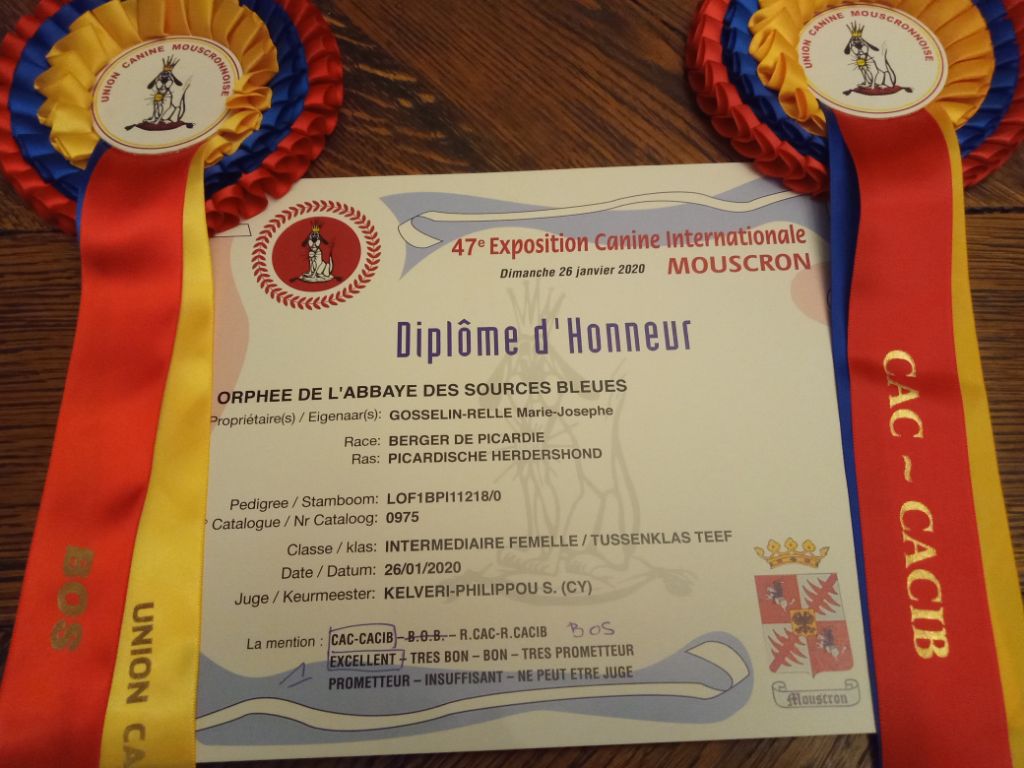 UNION CANINE MOUSCRONNOISE
UNION CANINE MOUSCRONNOISE
47e Exposition Canine Internationale
Dimanche 26 janvier 2020 MOUSCRON
Diplôme d'Honneur
ORPHEE DE L'ABBAYE DES SOURCES BLEUES
Propriétaire(s) / Eigenaar(s): GOSSELIN-RELLE Marie-Josephe
Race: BERGER DE PICARDIE
Ras: PICARDISCHE HERDERSHOND
Pedigree / Stamboom: LOF1BPI11218/0
° Catalogue / Nr Cataloog: 0975
Classe / klas: INTERMEDIAIRE FEMELLE / TUSSENKLAS TEEF
Date / Datum: 26/01/2020
Juge / Keurmeester: KELVERI-PHILIPPOU S. (CY)
La mention : CAC-CACIB – B.O.B. – R.CAC-R.CACIB BOS
1 EXCELLENT – TRES BON – BON – TRES PROMETTEUR
PROMETTEUR – INSUFFISANT – NE PEUT ETRE JUGE
Mouscron
BOS
UNION CA
CAC ~ CACIB